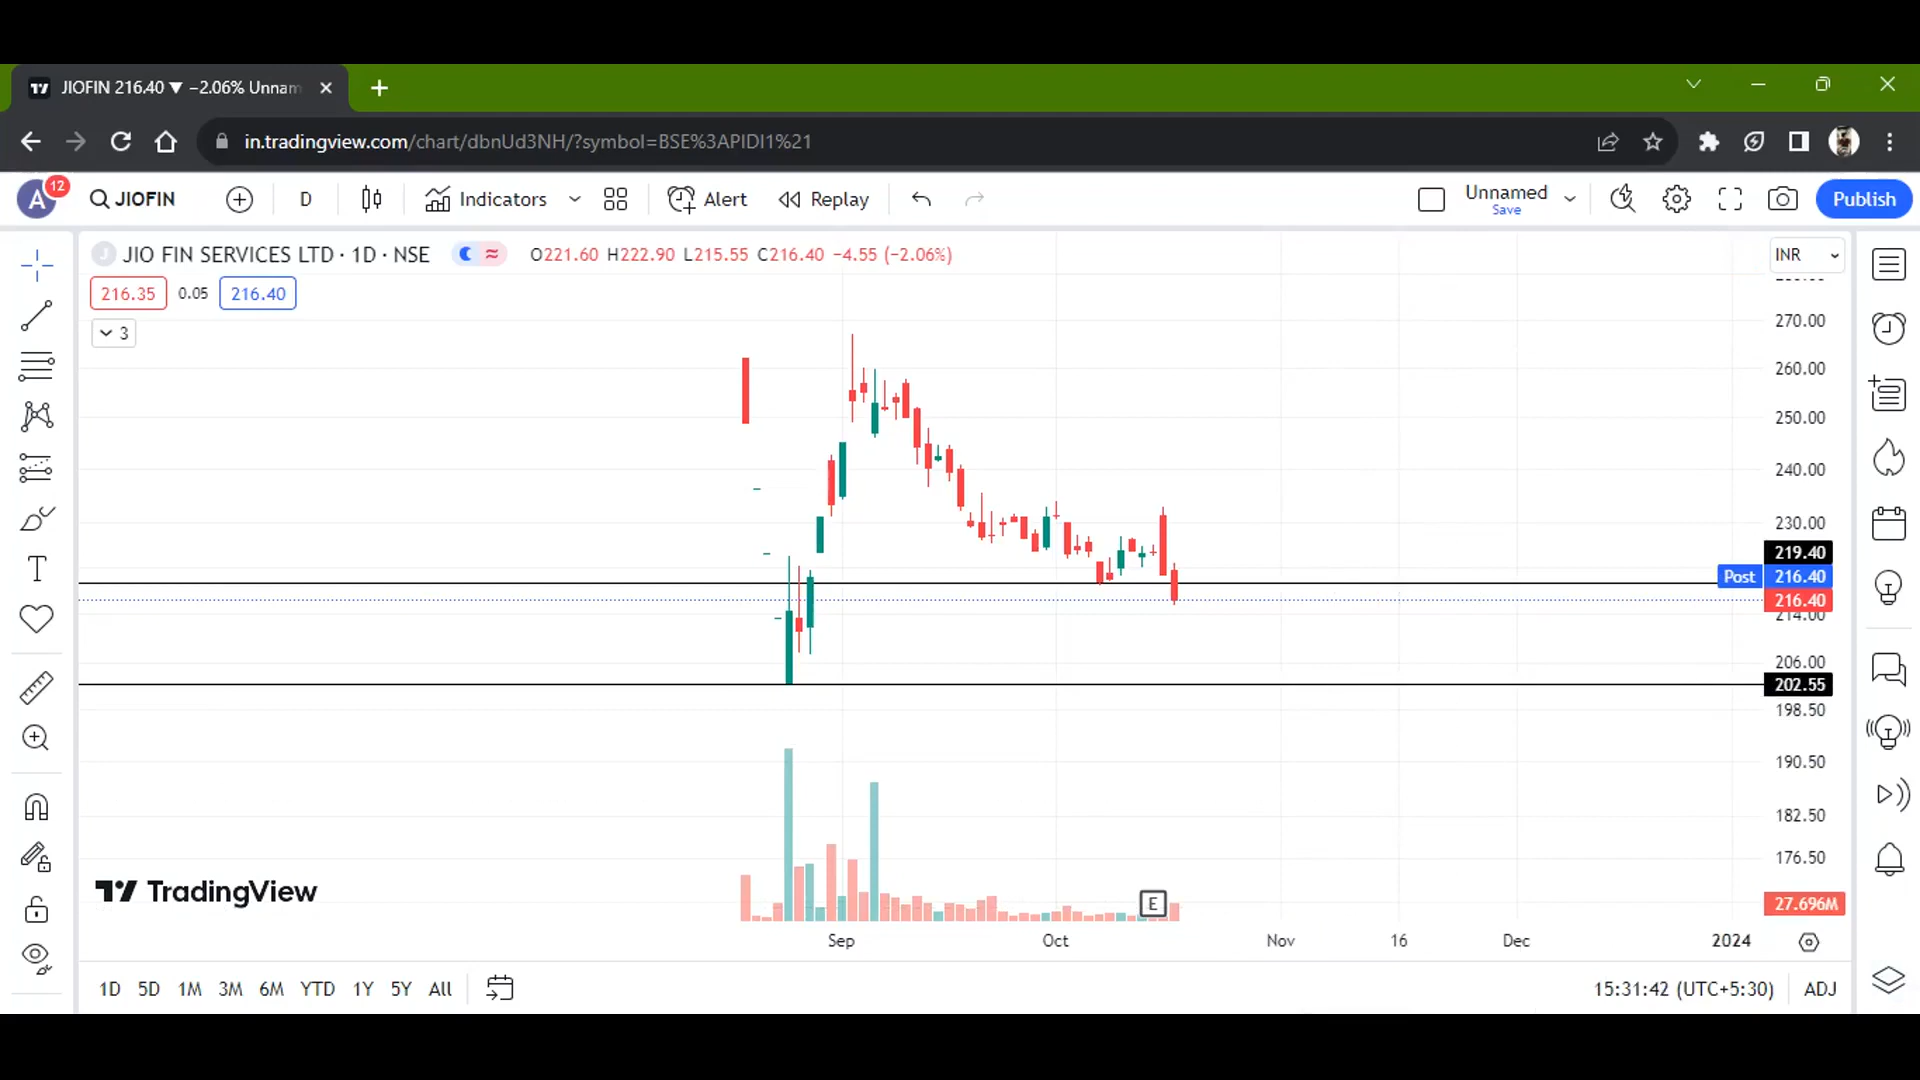 JIOFIN 216.40 ▼ −2.06% Unnam
in.tradingview.com/chart/dbnUd3NH/?symbol=BSE%3APIDI1%21
A 12 JIOFIN D Indicators Alert Replay Unnamed Save Publish
J JIO FIN SERVICES LTD · 1D · NSE O221.60 H222.90 L215.55 C216.40 −4.55 (−2.06%) INR
216.35 0.05 216.40
3
270.00
260.00
250.00
240.00
230.00
219.40
Post 216.40
216.40
214.00
206.00
202.55
198.50
190.50
182.50
176.50
TradingView
E 27.696M
Sep Oct Nov 16 Dec 2024
1D 5D 1M 3M 6M YTD 1Y 5Y All 15:31:42 (UTC+5:30) ADJ